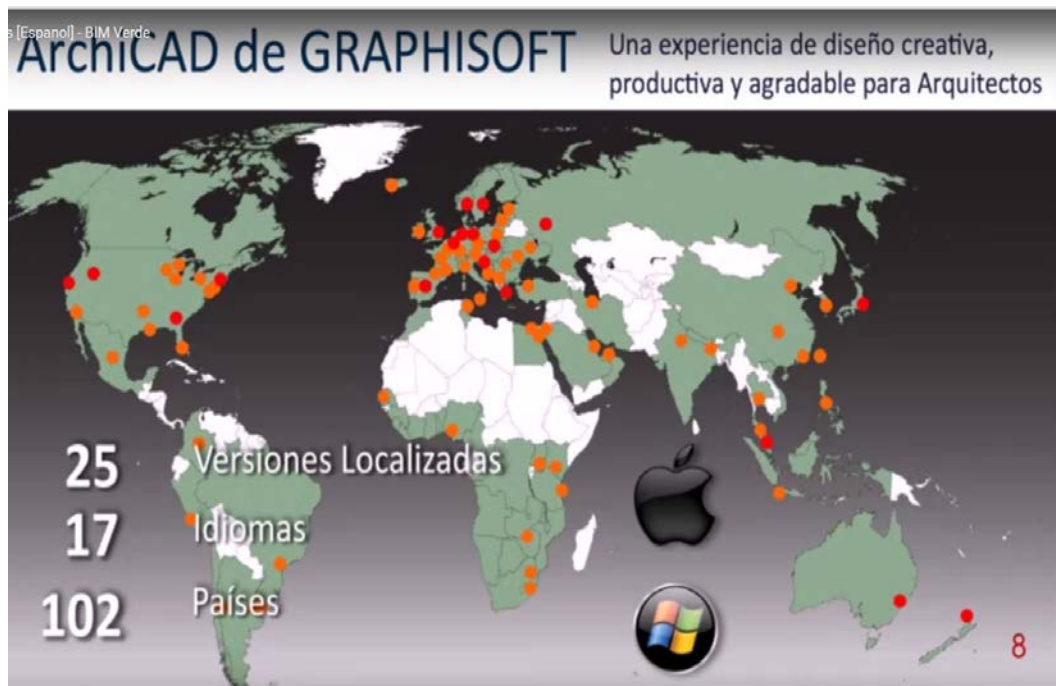 s [Espanol] - BIM Verde
ArchiCAD de GRAPHISOFT
Una experiencia de diseño creativa,
productiva y agradable para Arquitectos
25 Versiones Localizadas
17 Idiomas
102 Países
8